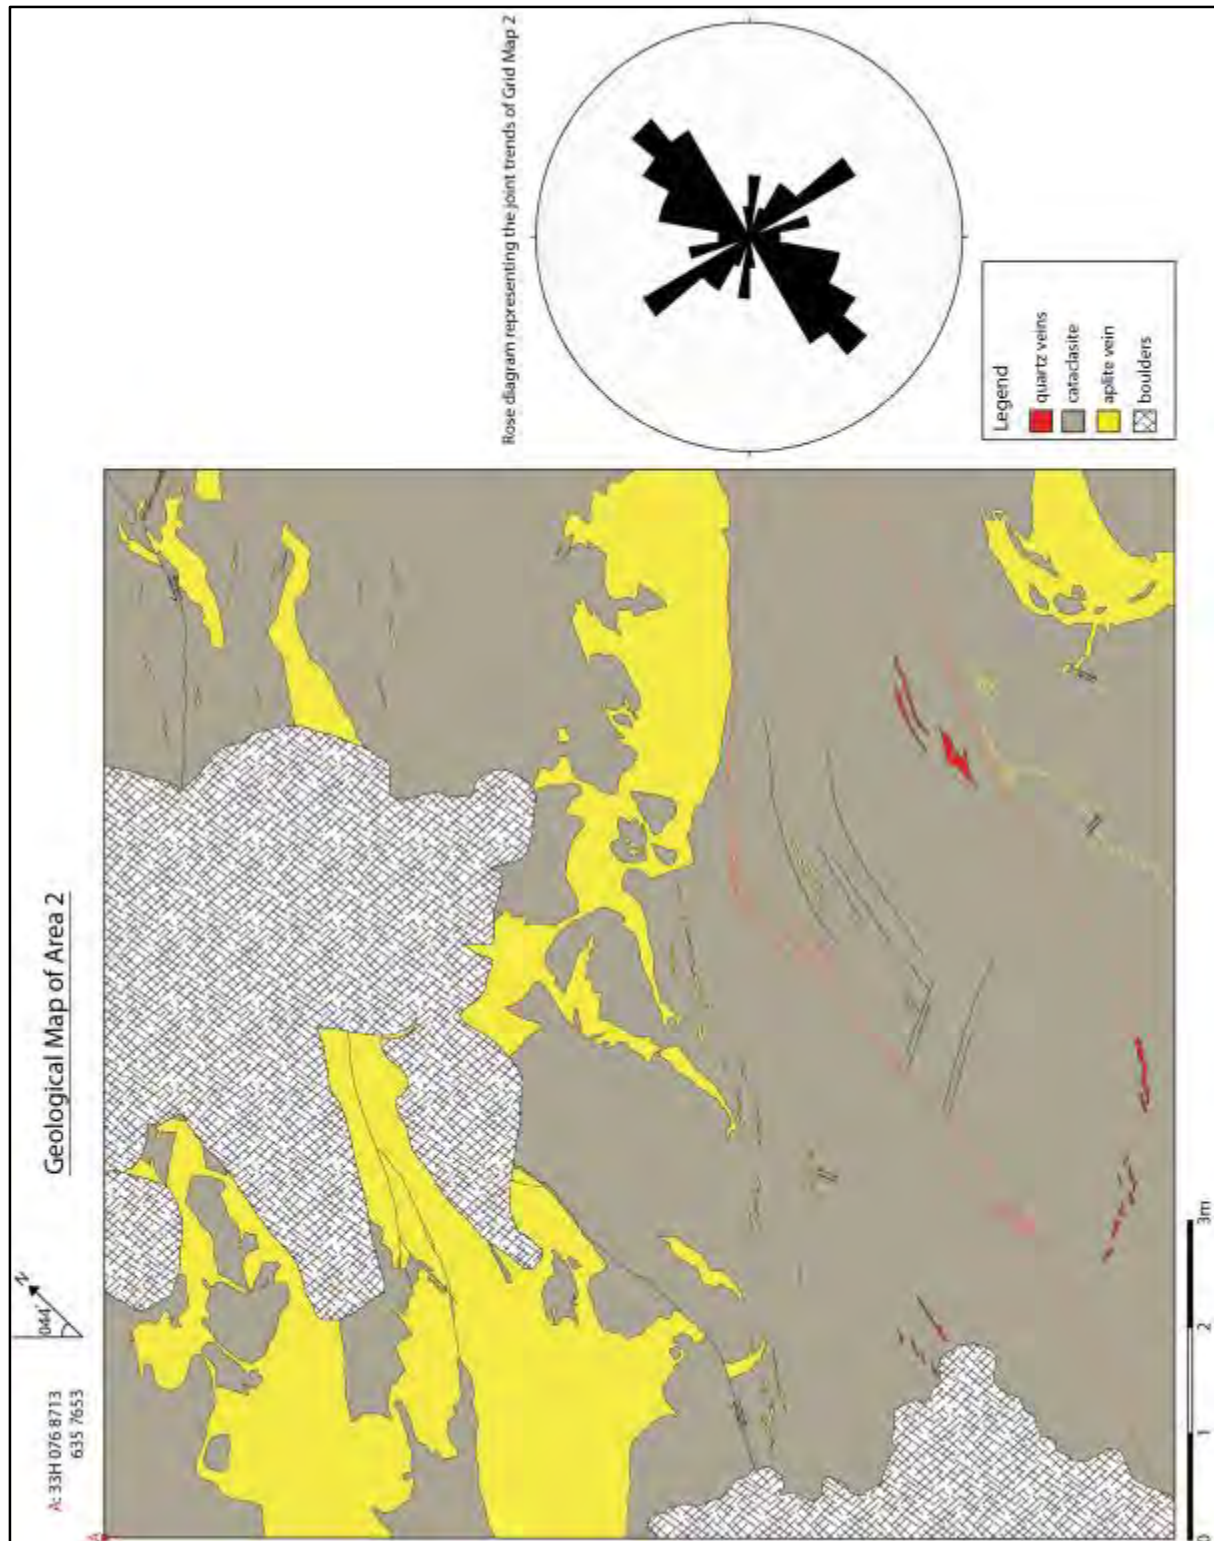 Geological Map of Area 2
A: 33H 076 8713
635 7653
044°
N
A
Rose diagram representing the joint trends of Grid Map 2
Legend
quartz veins
cataclasite
aplite vein
boulders
0 1 2 3m